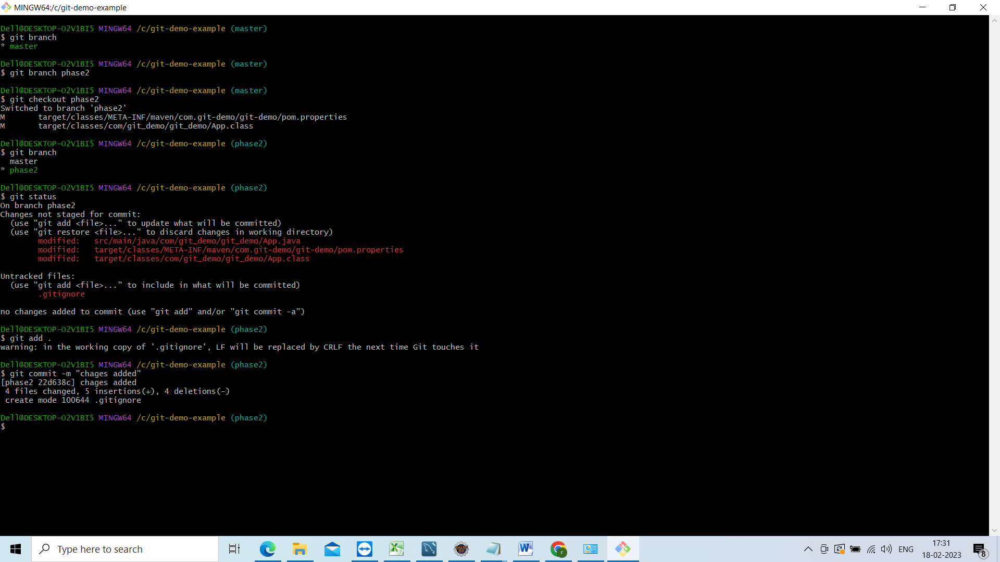 MINGW64:/c/git-demo-example
Dell@DESKTOP-O2V1BI5 MINGW64 /c/git-demo-example (master)
$ git branch
* master
Dell@DESKTOP-O2V1BI5 MINGW64 /c/git-demo-example (master)
$ git branch phase2
Dell@DESKTOP-O2V1BI5 MINGW64 /c/git-demo-example (master)
$ git checkout phase2
Switched to branch 'phase2'
M       target/classes/META-INF/maven/com.git-demo/git-demo/pom.properties
M       target/classes/com/git_demo/git_demo/App.class
Dell@DESKTOP-O2V1BI5 MINGW64 /c/git-demo-example (phase2)
$ git branch
  master
* phase2
Dell@DESKTOP-O2V1BI5 MINGW64 /c/git-demo-example (phase2)
$ git status
On branch phase2
Changes not staged for commit:
  (use "git add <file>..." to update what will be committed)
  (use "git restore <file>..." to discard changes in working directory)
        modified:   src/main/java/com/git_demo/git_demo/App.java
        modified:   target/classes/META-INF/maven/com.git-demo/git-demo/pom.properties
        modified:   target/classes/com/git_demo/git_demo/App.class
Untracked files:
  (use "git add <file>..." to include in what will be committed)
        .gitignore
no changes added to commit (use "git add" and/or "git commit -a")
Dell@DESKTOP-O2V1BI5 MINGW64 /c/git-demo-example (phase2)
$ git add .
warning: in the working copy of '.gitignore', LF will be replaced by CRLF the next time Git touches it
Dell@DESKTOP-O2V1BI5 MINGW64 /c/git-demo-example (phase2)
$ git commit -m "chages added"
[phase2 22d638c] chages added
 4 files changed, 5 insertions(+), 4 deletions(-)
 create mode 100644 .gitignore
Dell@DESKTOP-O2V1BI5 MINGW64 /c/git-demo-example (phase2)
$
Type here to search
ENG
17:31
18-02-2023
8